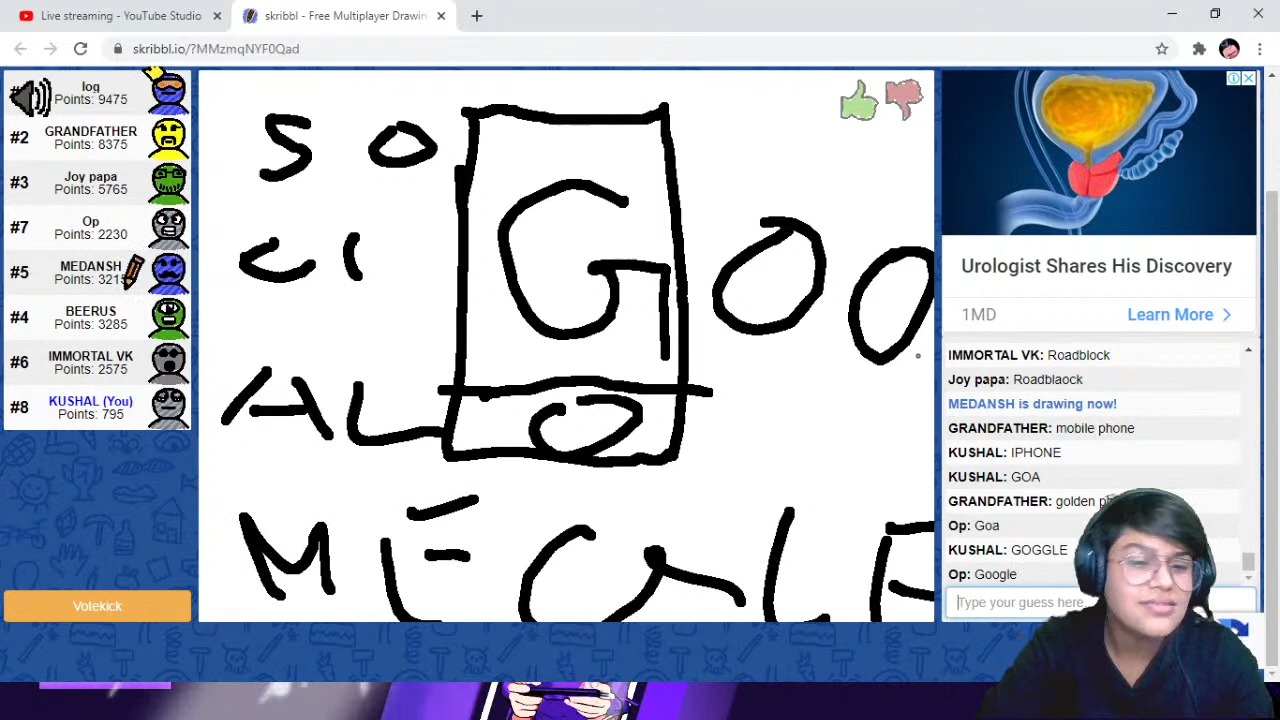 Live streaming - YouTube Studio
skribbl - Free Multiplayer Drawin
skribbl.io/?MMzmqNYF0Qad
log
Points: 9475
#2 GRANDFATHER
Points: 8375
#3 Joy papa
Points: 5765
#7 Op
Points: 2230
#5 MEDANSH
Points: 3215
#4 BEERUS
Points: 3285
#6 IMMORTAL VK
Points: 2575
#8 KUSHAL (You)
Points: 795
Votekick
S O
G O O
C I
A L
O
M E
Urologist Shares His Discovery
1MD Learn More
IMMORTAL VK: Roadblock
Joy papa: Roadblaock
MEDANSH is drawing now!
GRANDFATHER: mobile phone
KUSHAL: IPHONE
KUSHAL: GOA
GRANDFATHER: golden
Op: Goa
KUSHAL: GOGGLE
Op: Google
Type your guess here...